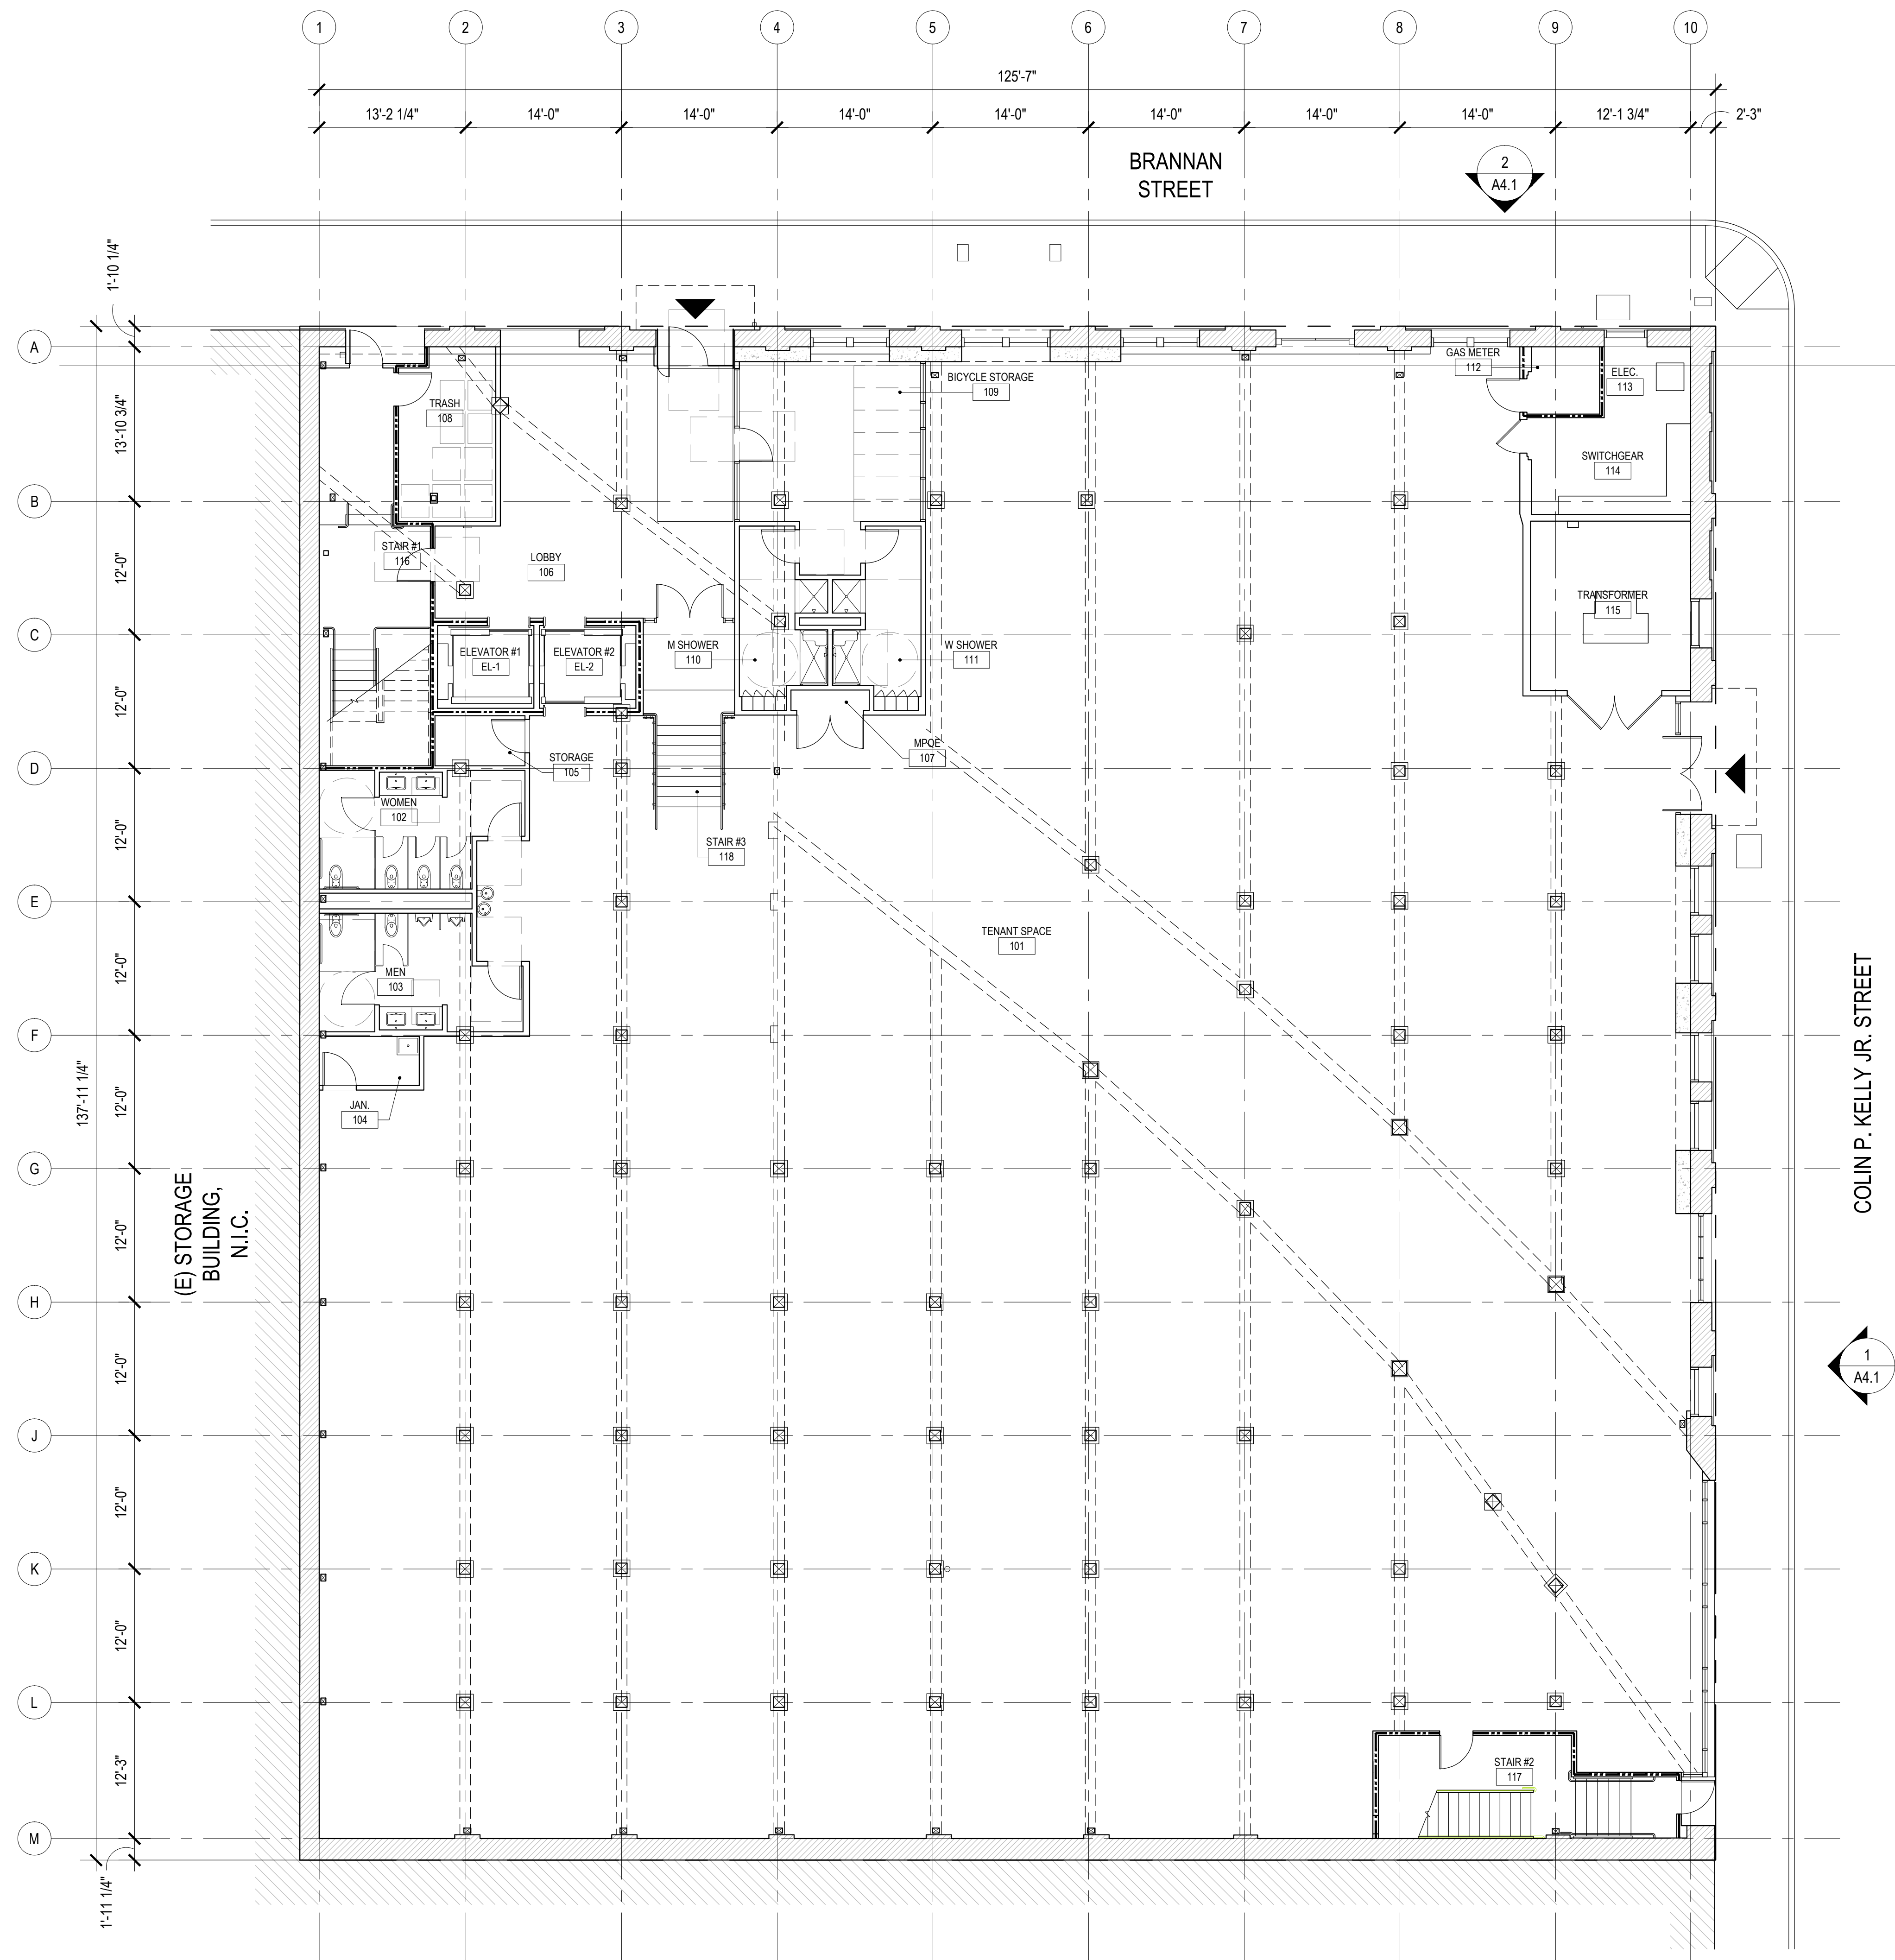 1
2
3
4
5
6
7
8
9
10
125'-7"
13'-2 1/4"
14'-0"
14'-0"
14'-0"
14'-0"
14'-0"
14'-0"
14'-0"
12'-1 3/4"
2'-3"
BRANNAN
STREET
2
A4.1
1'-10 1/4"
A
13'-10 3/4"
B
12'-0"
C
12'-0"
D
12'-0"
E
12'-0"
F
12'-0"
G
12'-0"
H
12'-0"
J
12'-0"
K
12'-0"
L
12'-3"
M
1'-11 1/4"
137'-11 1/4"
(E) STORAGE
BUILDING,
N.I.C.
TRASH
108
BICYCLE STORAGE
109
GAS METER
112
ELEC.
113
SWITCHGEAR
114
STAIR #1
116
LOBBY
106
TRANSFORMER
115
ELEVATOR #1
EL-1
ELEVATOR #2
EL-2
M SHOWER
110
W SHOWER
111
MPOE
107
STORAGE
105
WOMEN
102
STAIR #3
118
TENANT SPACE
101
MEN
103
JAN.
104
STAIR #2
117
COLIN P. KELLY JR. STREET
1
A4.1